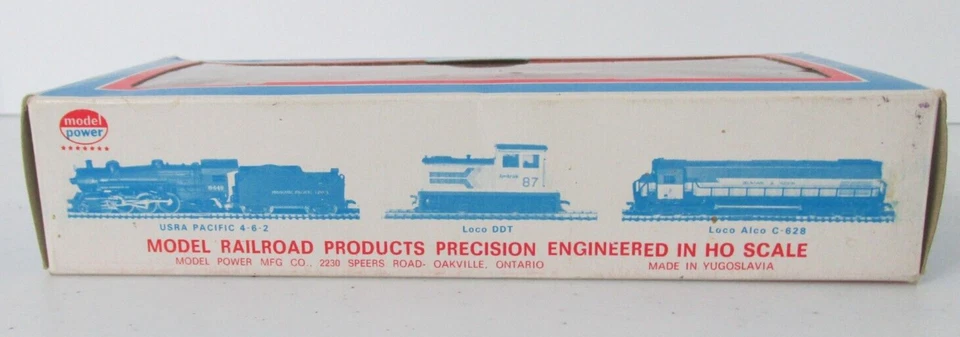 model
power
87
USRA PACIFIC 4-6-2
Loco DDT
Loco Alco C-628
MODEL RAILROAD PRODUCTS PRECISION ENGINEERED IN HO SCALE
MODEL POWER MFG CO., 2230 SPEERS ROAD- OAKVILLE, ONTARIO
MADE IN YUGOSLAVIA